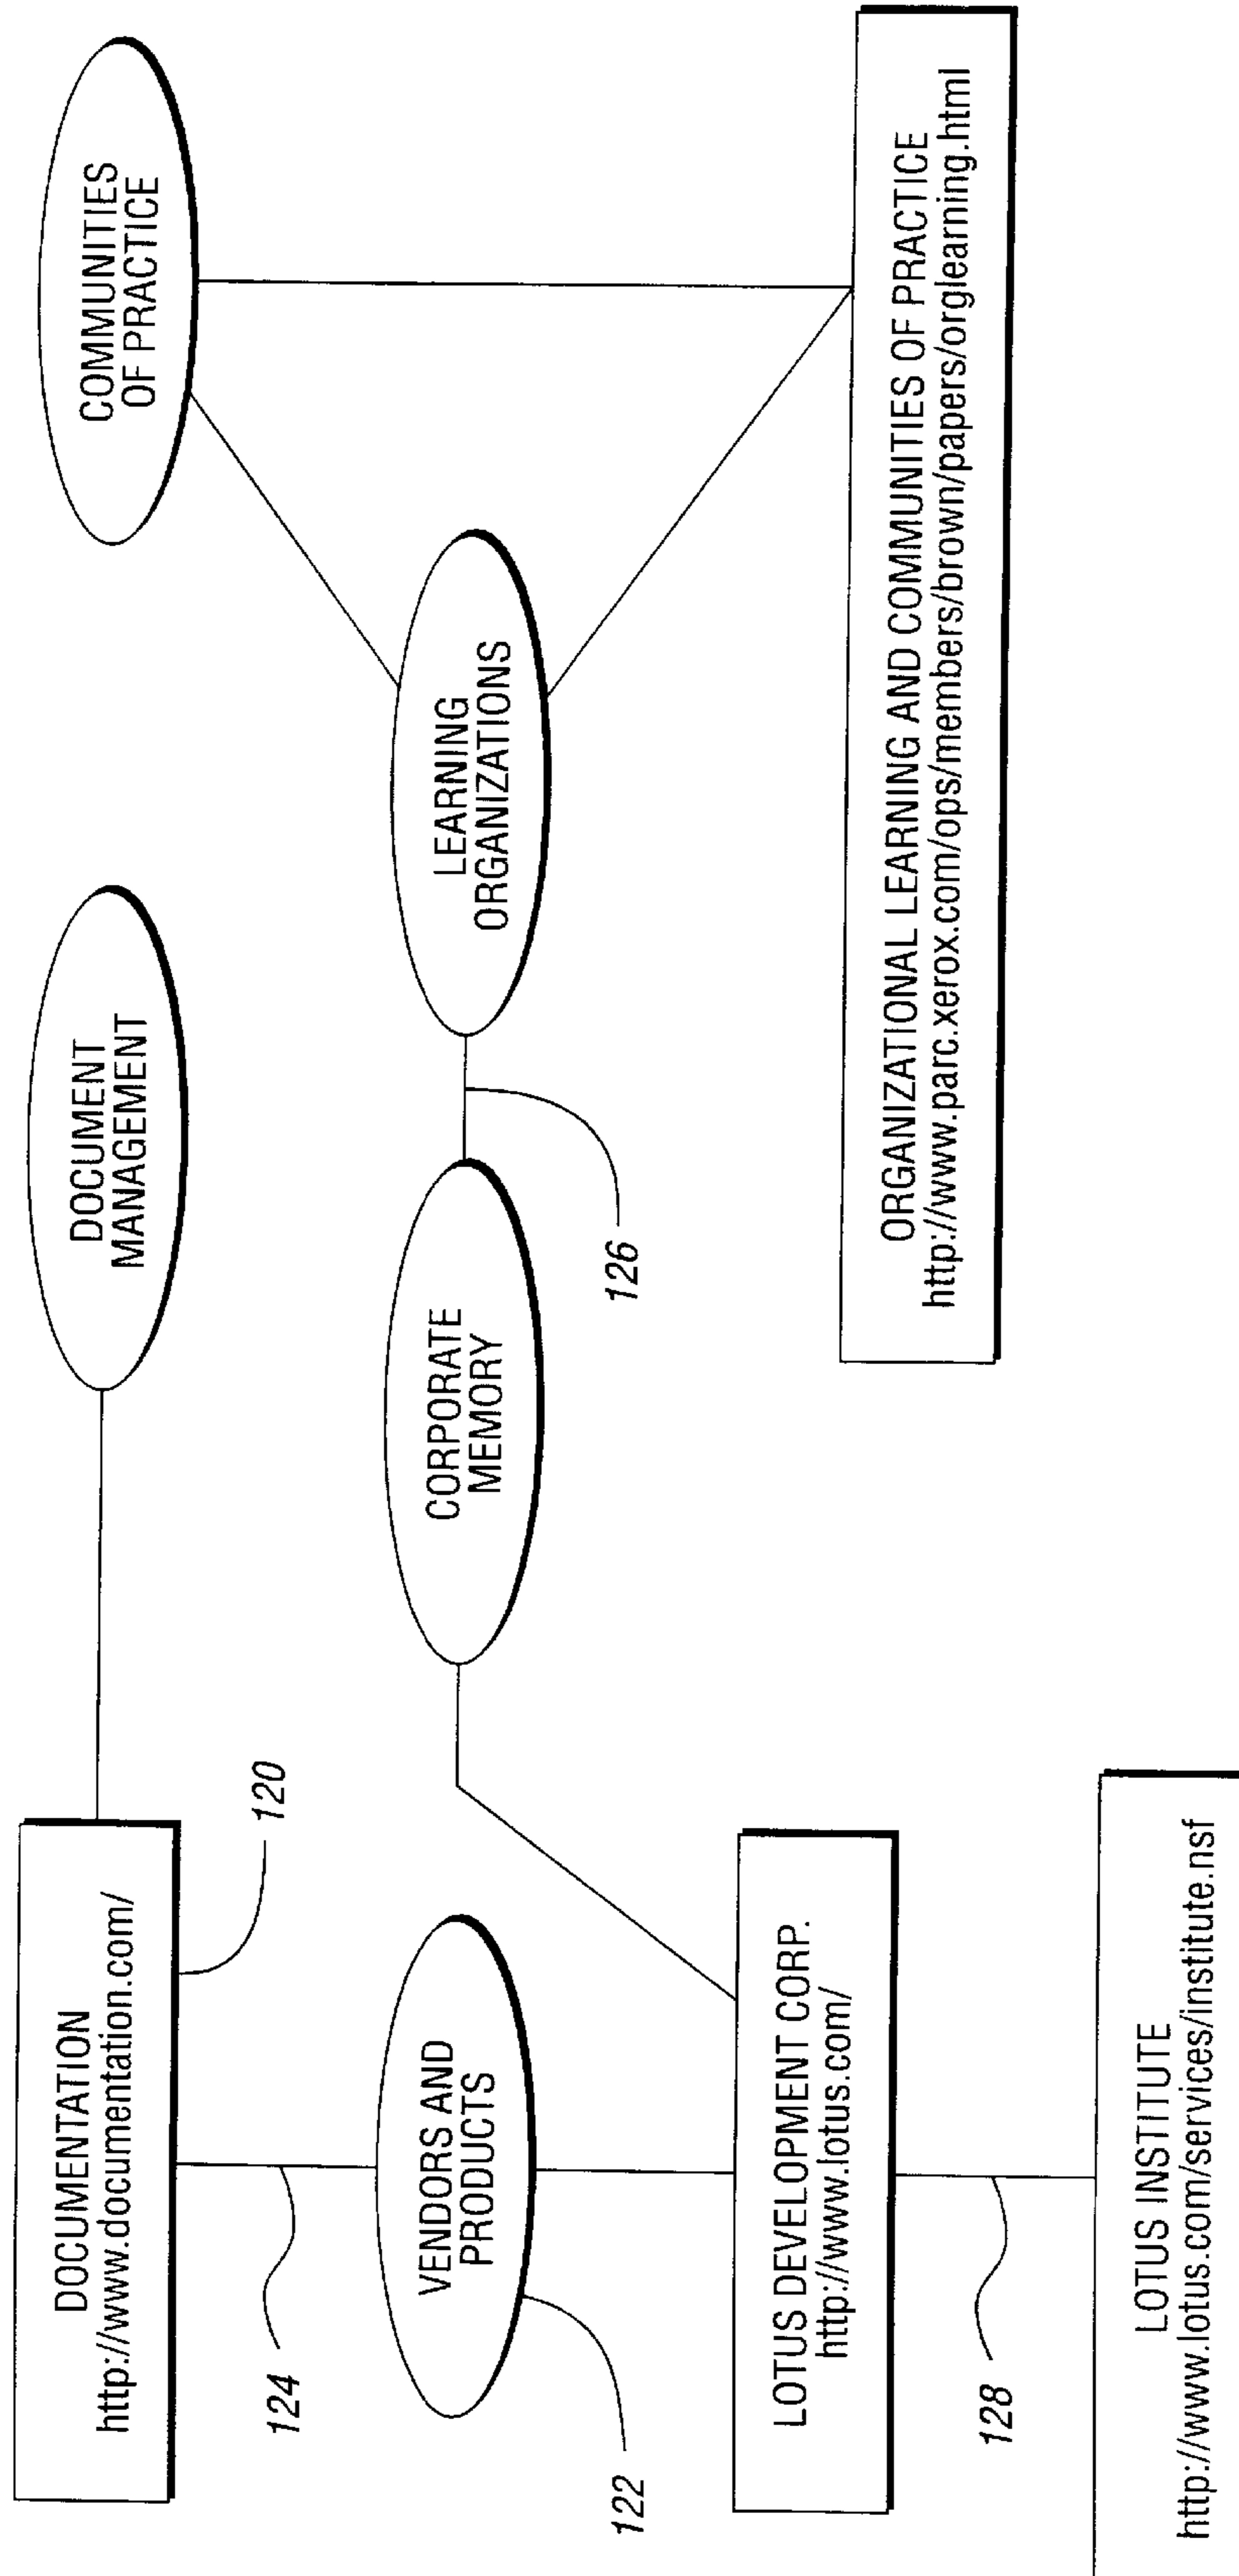 DOCUMENTATION
http://www.documentation.com/
120
DOCUMENT
MANAGEMENT
COMMUNITIES
OF PRACTICE
124
VENDORS AND
PRODUCTS
122
CORPORATE
MEMORY
126
LEARNING
ORGANIZATIONS
LOTUS DEVELOPMENT CORP.
http://www.lotus.com/
128
ORGANIZATIONAL LEARNING AND COMMUNITIES OF PRACTICE
http://www.parc.xerox.com/ops/members/brown/papers/orglearning.html
LOTUS INSTITUTE
http://www.lotus.com/services/institute.nsf